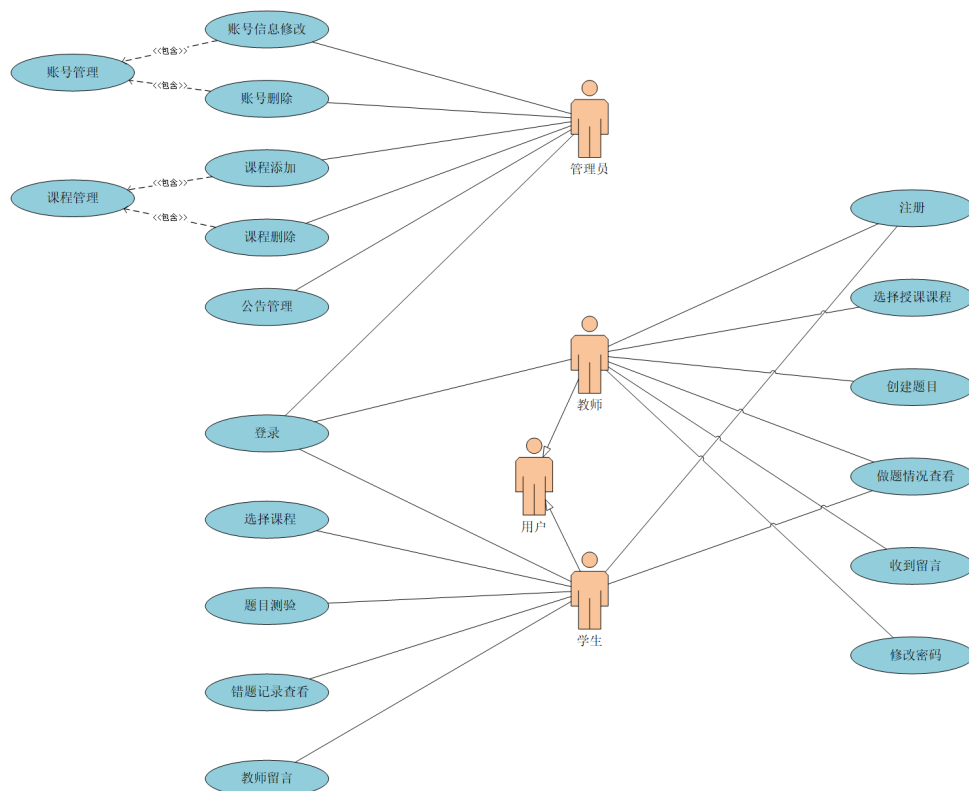 账号信息修改
<<包含>>
账号管理
<<包含>>
账号删除
管理员
课程添加
<<包含>>
课程管理
<<包含>>
课程删除
注册
公告管理
选择授课课程
教师
创建题目
登录
做题情况查看
用户
选择课程
收到留言
题目测验
学生
修改密码
错题记录查看
教师留言